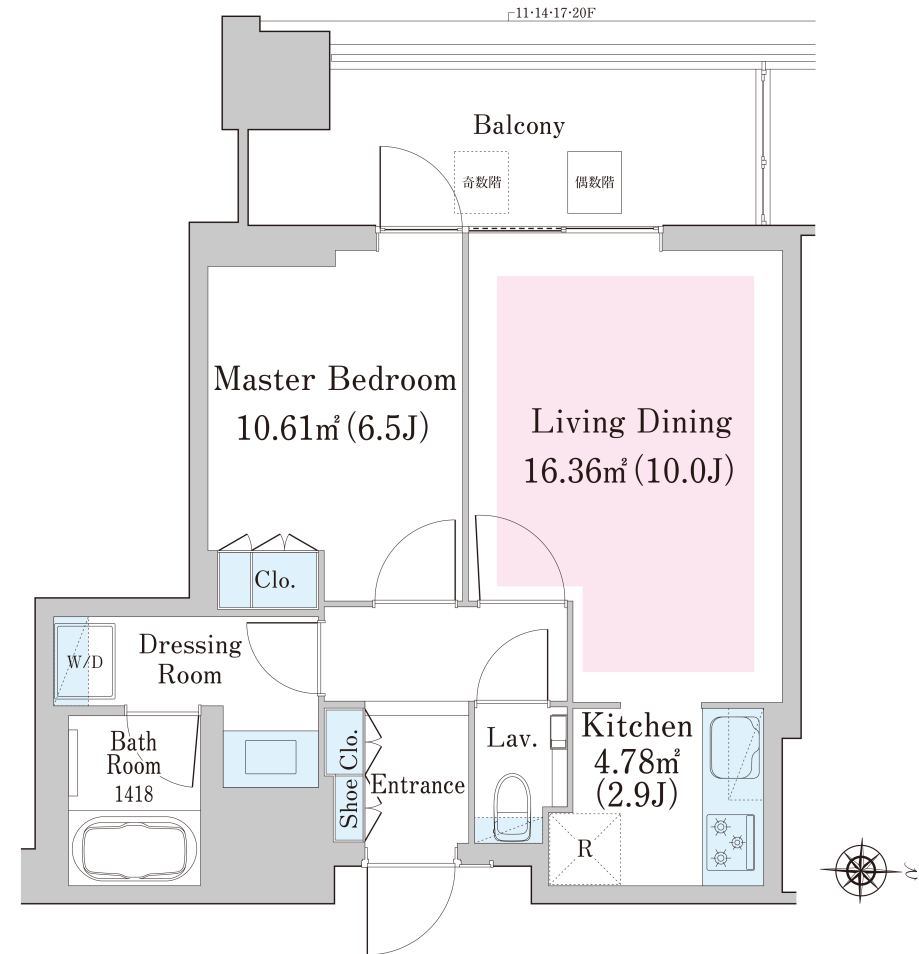 11·14·17·20F
Balcony
奇数階
偶数階
Master Bedroom
10.61㎡(6.5J)
Living Dining
16.36㎡(10.0J)
Clo.
W/D
Dressing
Room
Bath
Room
1418
Shoe Clo.
Entrance
Lav.
Kitchen
4.78㎡
(2.9J)
R
N